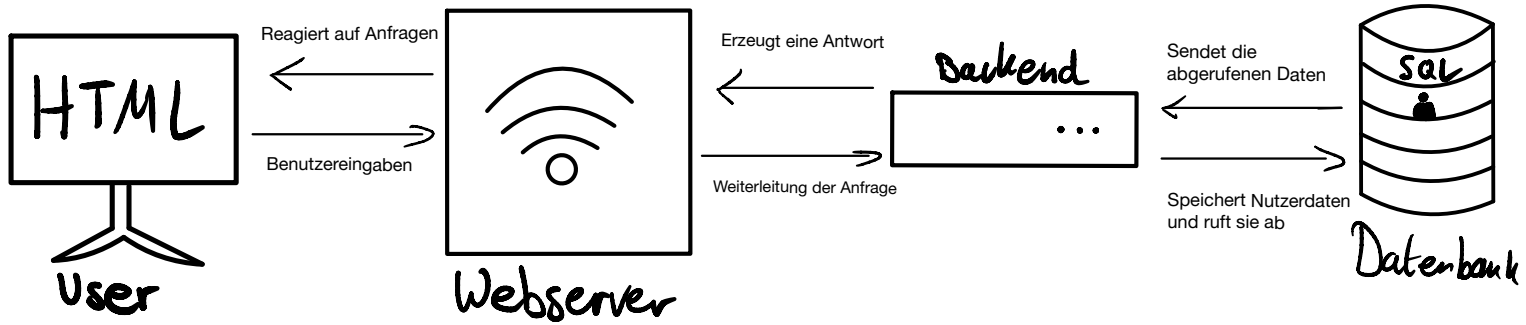 HTML
User
Reagiert auf Anfragen
Benutzereingaben
Webserver
Erzeugt eine Antwort
Weiterleitung der Anfrage
Backend
Sendet die
abgerufenen Daten
Speichert Nutzerdaten
und ruft sie ab
SQL
Datenbank